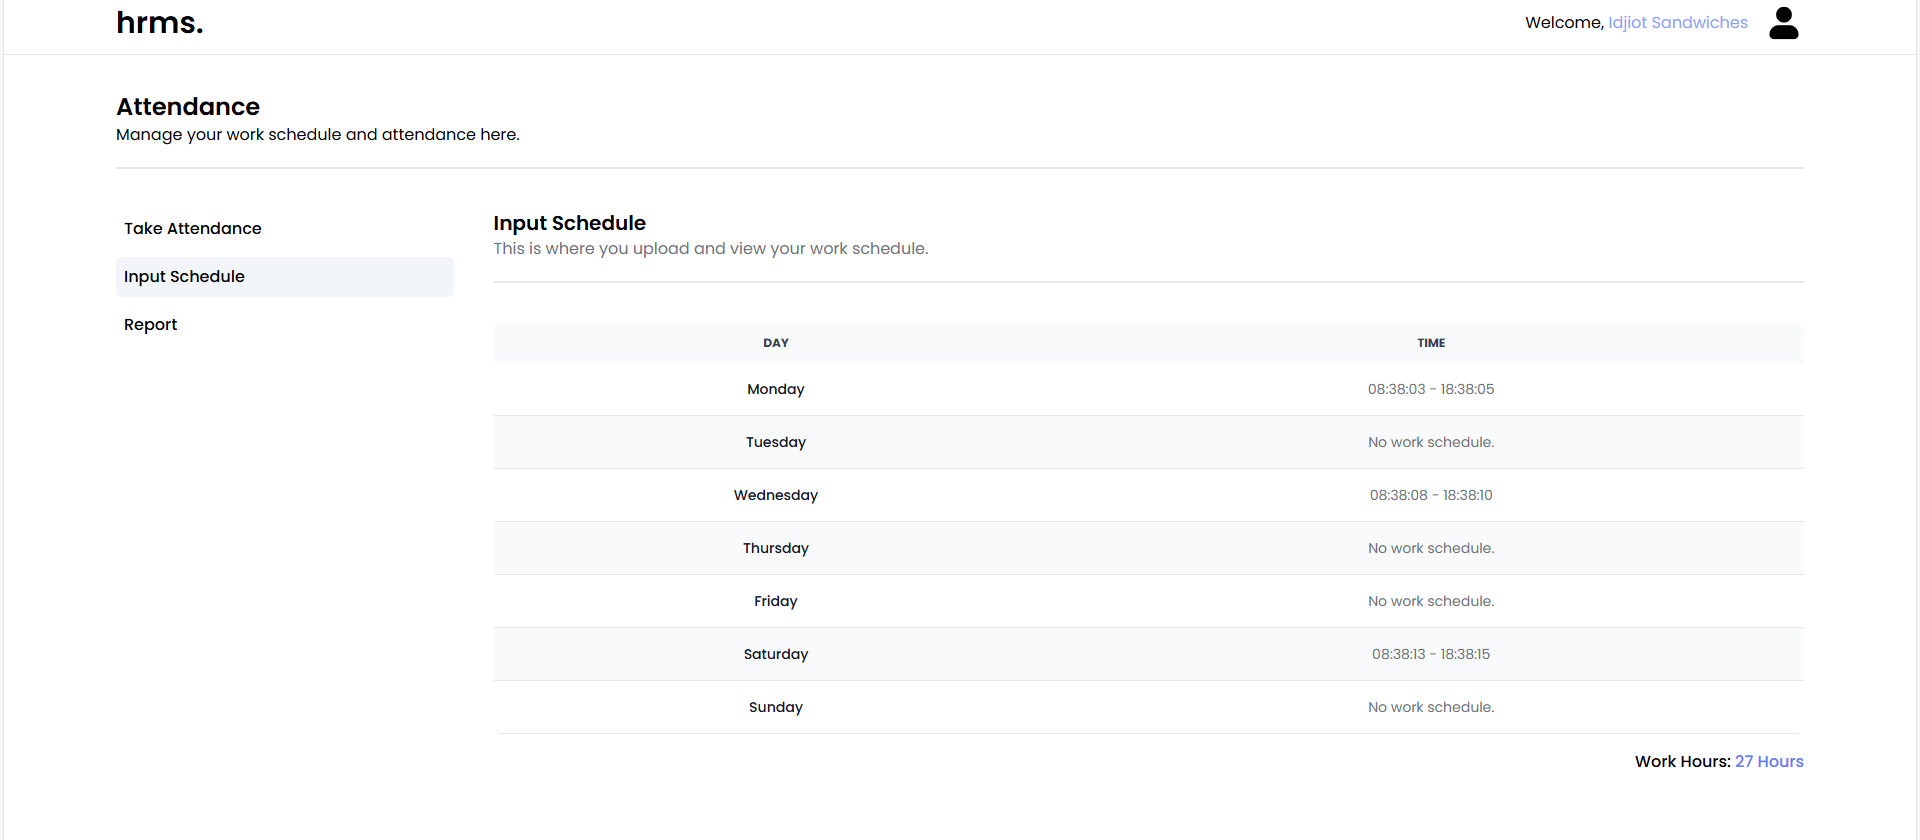 hrms.
Welcome, Idjiot Sandwiches
Attendance
Manage your work schedule and attendance here.
Take Attendance
Input Schedule
Report
Input Schedule
This is where you upload and view your work schedule.
DAY TIME
Monday 08:38:03 - 18:38:05
Tuesday No work schedule.
Wednesday 08:38:08 - 18:38:10
Thursday No work schedule.
Friday No work schedule.
Saturday 08:38:13 - 18:38:15
Sunday No work schedule.
Work Hours: 27 Hours